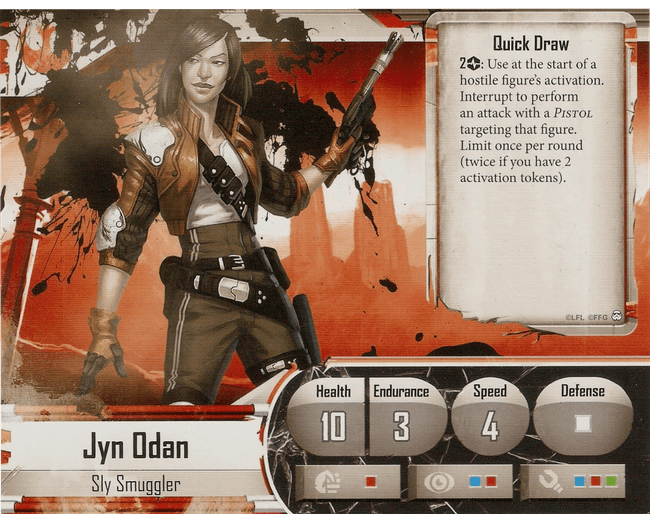 Quick Draw
2: Use at the start of a
hostile figure's activation.
Interrupt to perform
an attack with a PISTOL
targeting that figure.
Limit once per round
(twice if you have 2
activation tokens).
©LFL ©FFG
Health
Endurance
Speed
Defense
10
3
4
Jyn Odan
Sly Smuggler